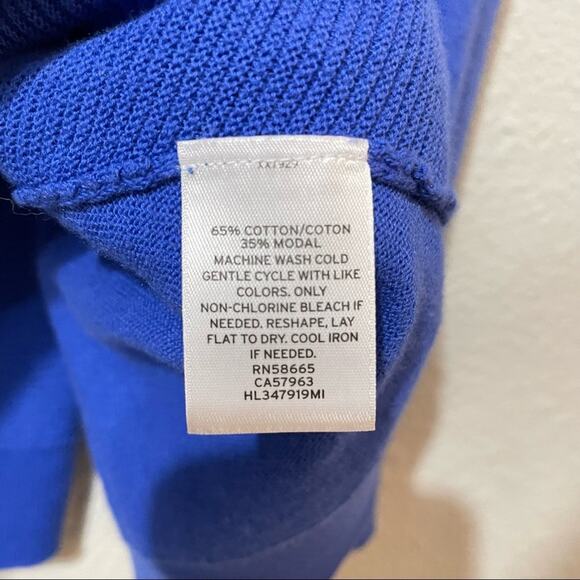 65% COTTON/COTON
35% MODAL
MACHINE WASH COLD
GENTLE CYCLE WITH LIKE
COLORS. ONLY
NON-CHLORINE BLEACH IF
NEEDED. RESHAPE, LAY
FLAT TO DRY. COOL IRON
IF NEEDED.
RN58665
CA57963
HL347919MI